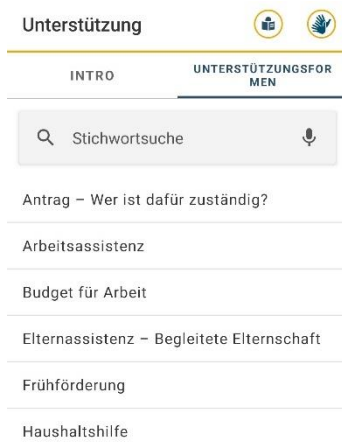 Unterstützung
INTRO
UNTERSTÜTZUNGSFOR
MEN
Stichwortsuche
Antrag – Wer ist dafür zuständig?
Arbeitsassistenz
Budget für Arbeit
Elternassistenz – Begleitete Elternschaft
Frühförderung
Haushaltshilfe